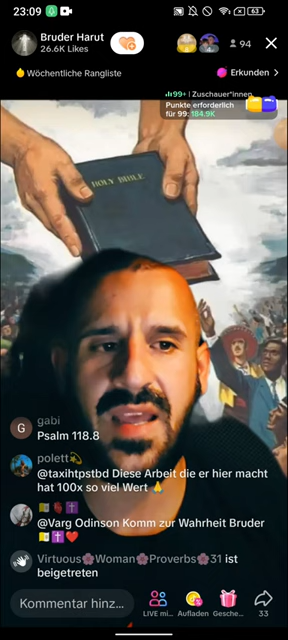 23:09
63
Bruder Harut
26.6K Likes
94
Wöchentliche Rangliste
Erkunden >
99+ | Zuschauer*innen
Punkte erforderlich
für 99: 184.9K
HOLY BIBLE
G
gabi
Psalm 118.8
polett
@taxihtpstbd Diese Arbeit die er hier macht
hat 100x so viel Wert 🙏
@Varg Odinson Komm zur Wahrheit Bruder
🇻🇦✝️❤️
Virtuous🌸Woman🌸Proverbs🌸31 ist
beigetreten
Kommentar hinz...
LIVE mi...
Aufladen
Gesche...
33